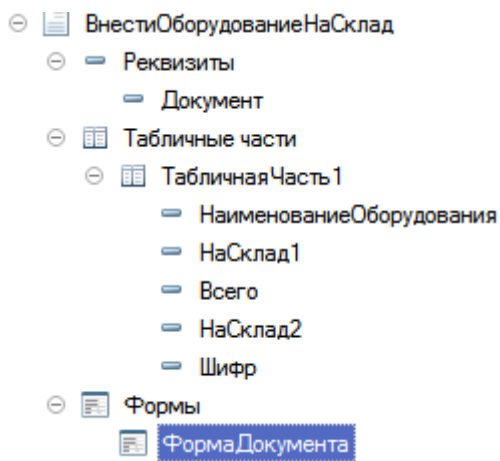 ВнестиОборудованиеНаСклад
Реквизиты
Документ
Табличные части
ТабличнаяЧасть1
НаименованиеОборудования
НаСклад1
Всего
НаСклад2
Шифр
Формы
ФормаДокумента